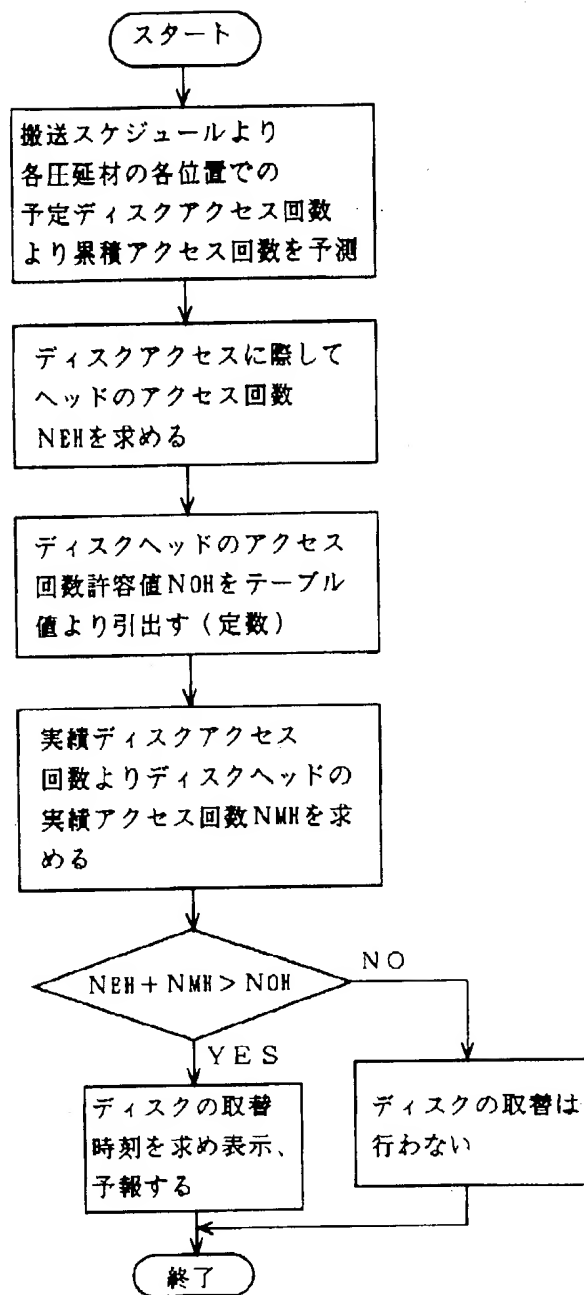 スタート
搬送スケジュールより
各圧延材の各位置での
予定ディスクアクセス回数
より累積アクセス回数を予測
ディスクアクセスに際して
ヘッドのアクセス回数
NEHを求める
ディスクヘッドのアクセス
回数許容値NOHをテーブル
値より引出す(定数)
実績ディスクアクセス
回数よりディスクヘッドの
実績アクセス回数NMHを求
める
NEH+NMH>NOH
NO
YES
ディスクの取替
時刻を求め表示、
予報する
ディスクの取替は
行わない
終了